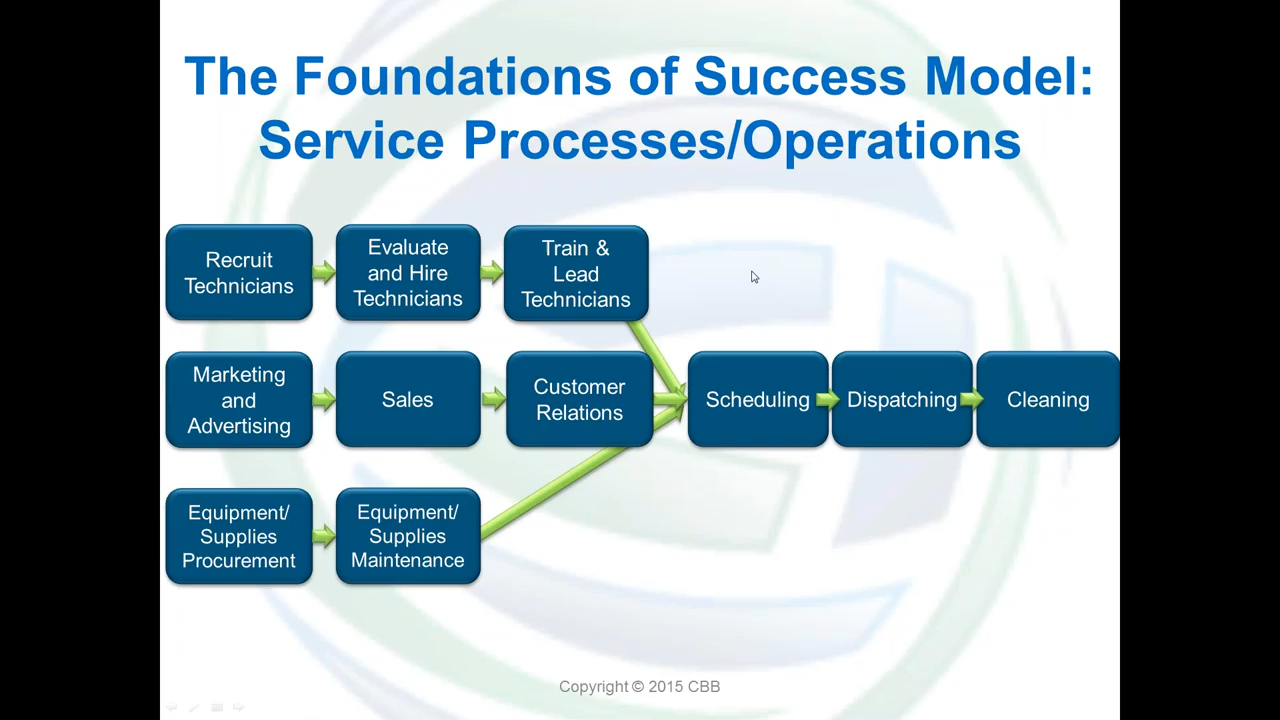 The Foundations of Success Model:
Service Processes/Operations
Recruit
Technicians
Evaluate
and Hire
Technicians
Train &
Lead
Technicians
Marketing
and
Advertising
Sales
Customer
Relations
Scheduling
Dispatching
Cleaning
Equipment/
Supplies
Procurement
Equipment/
Supplies
Maintenance
Copyright © 2015 CBB